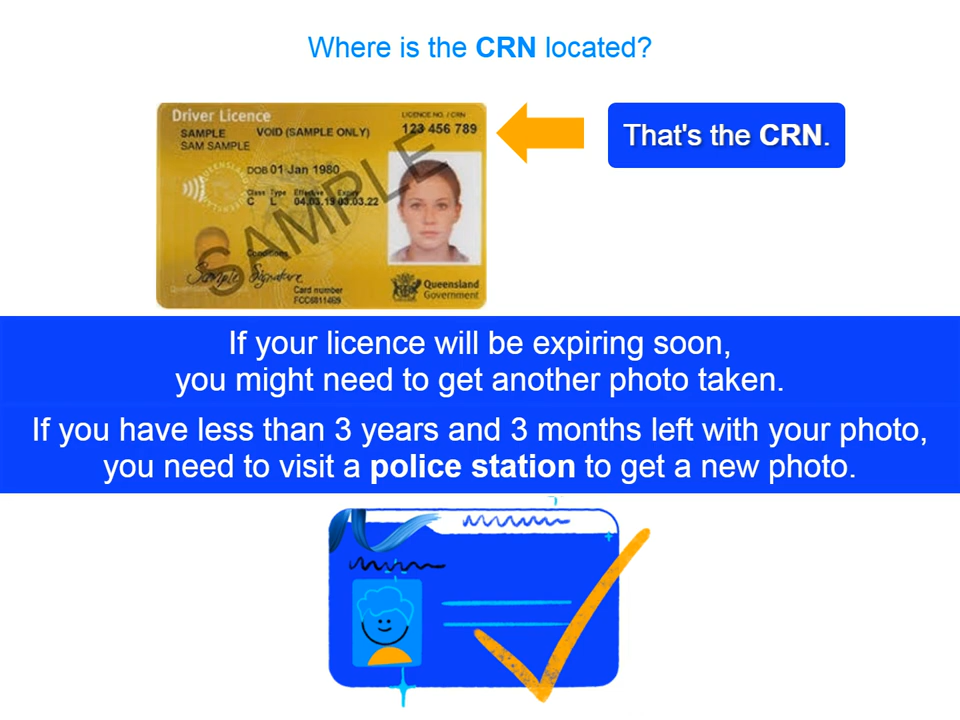 Where is the CRN located?
Driver Licence
LICENCE NO. / CRN
SAMPLE
VOID (SAMPLE ONLY)
123 456 789
SAM SAMPLE
DOB 01 Jan 1980
Class Type Effective Expiry
C L 04.03.19 03.03.22
SAMPLE
Conditions
Sample Signature
Card number
Queensland
Government
That's the CRN.
If your licence will be expiring soon,
you might need to get another photo taken.
If you have less than 3 years and 3 months left with your photo,
you need to visit a police station to get a new photo.